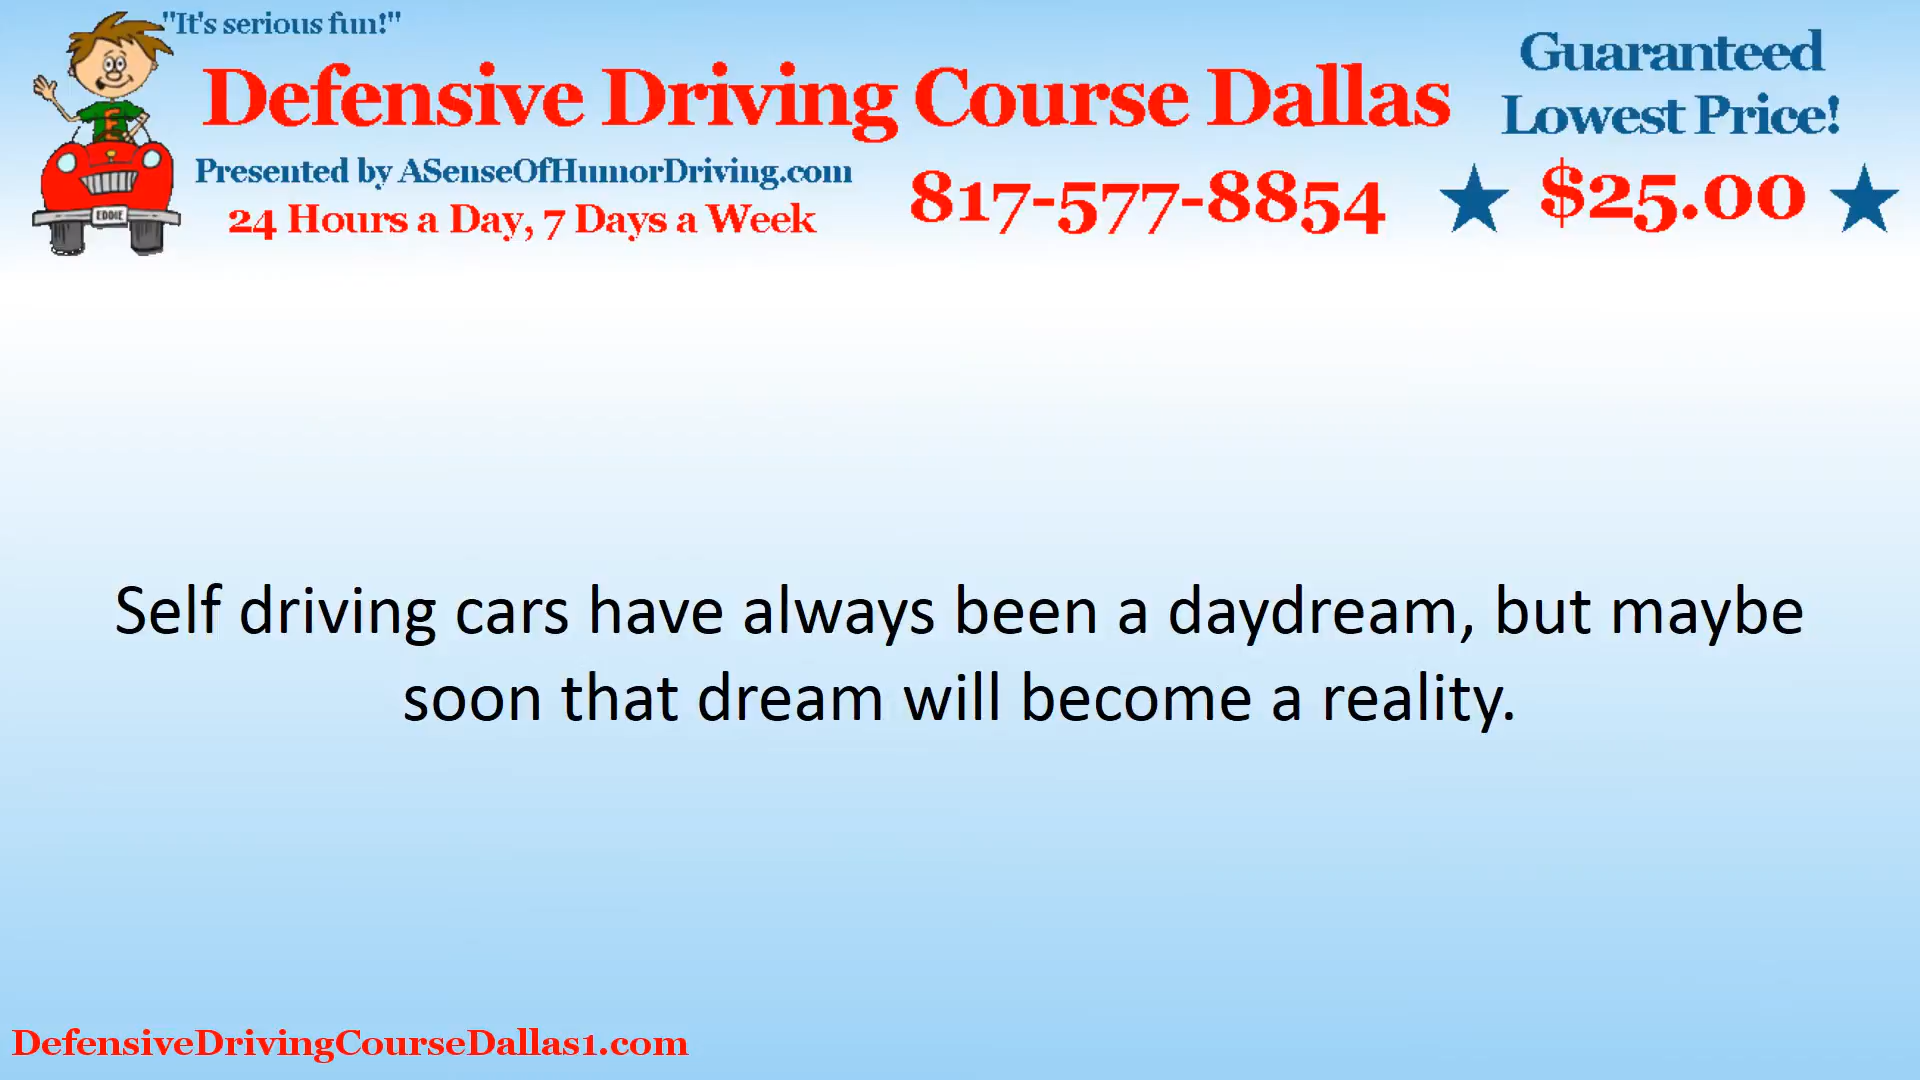 "It's serious fun!"
Defensive Driving Course Dallas
Presented by ASenseOfHumorDriving.com
24 Hours a Day, 7 Days a Week
817-577-8854
Guaranteed
Lowest Price!
$25.00
EDDIE
Self driving cars have always been a daydream, but maybe
soon that dream will become a reality.
DefensiveDrivingCourseDallas1.com